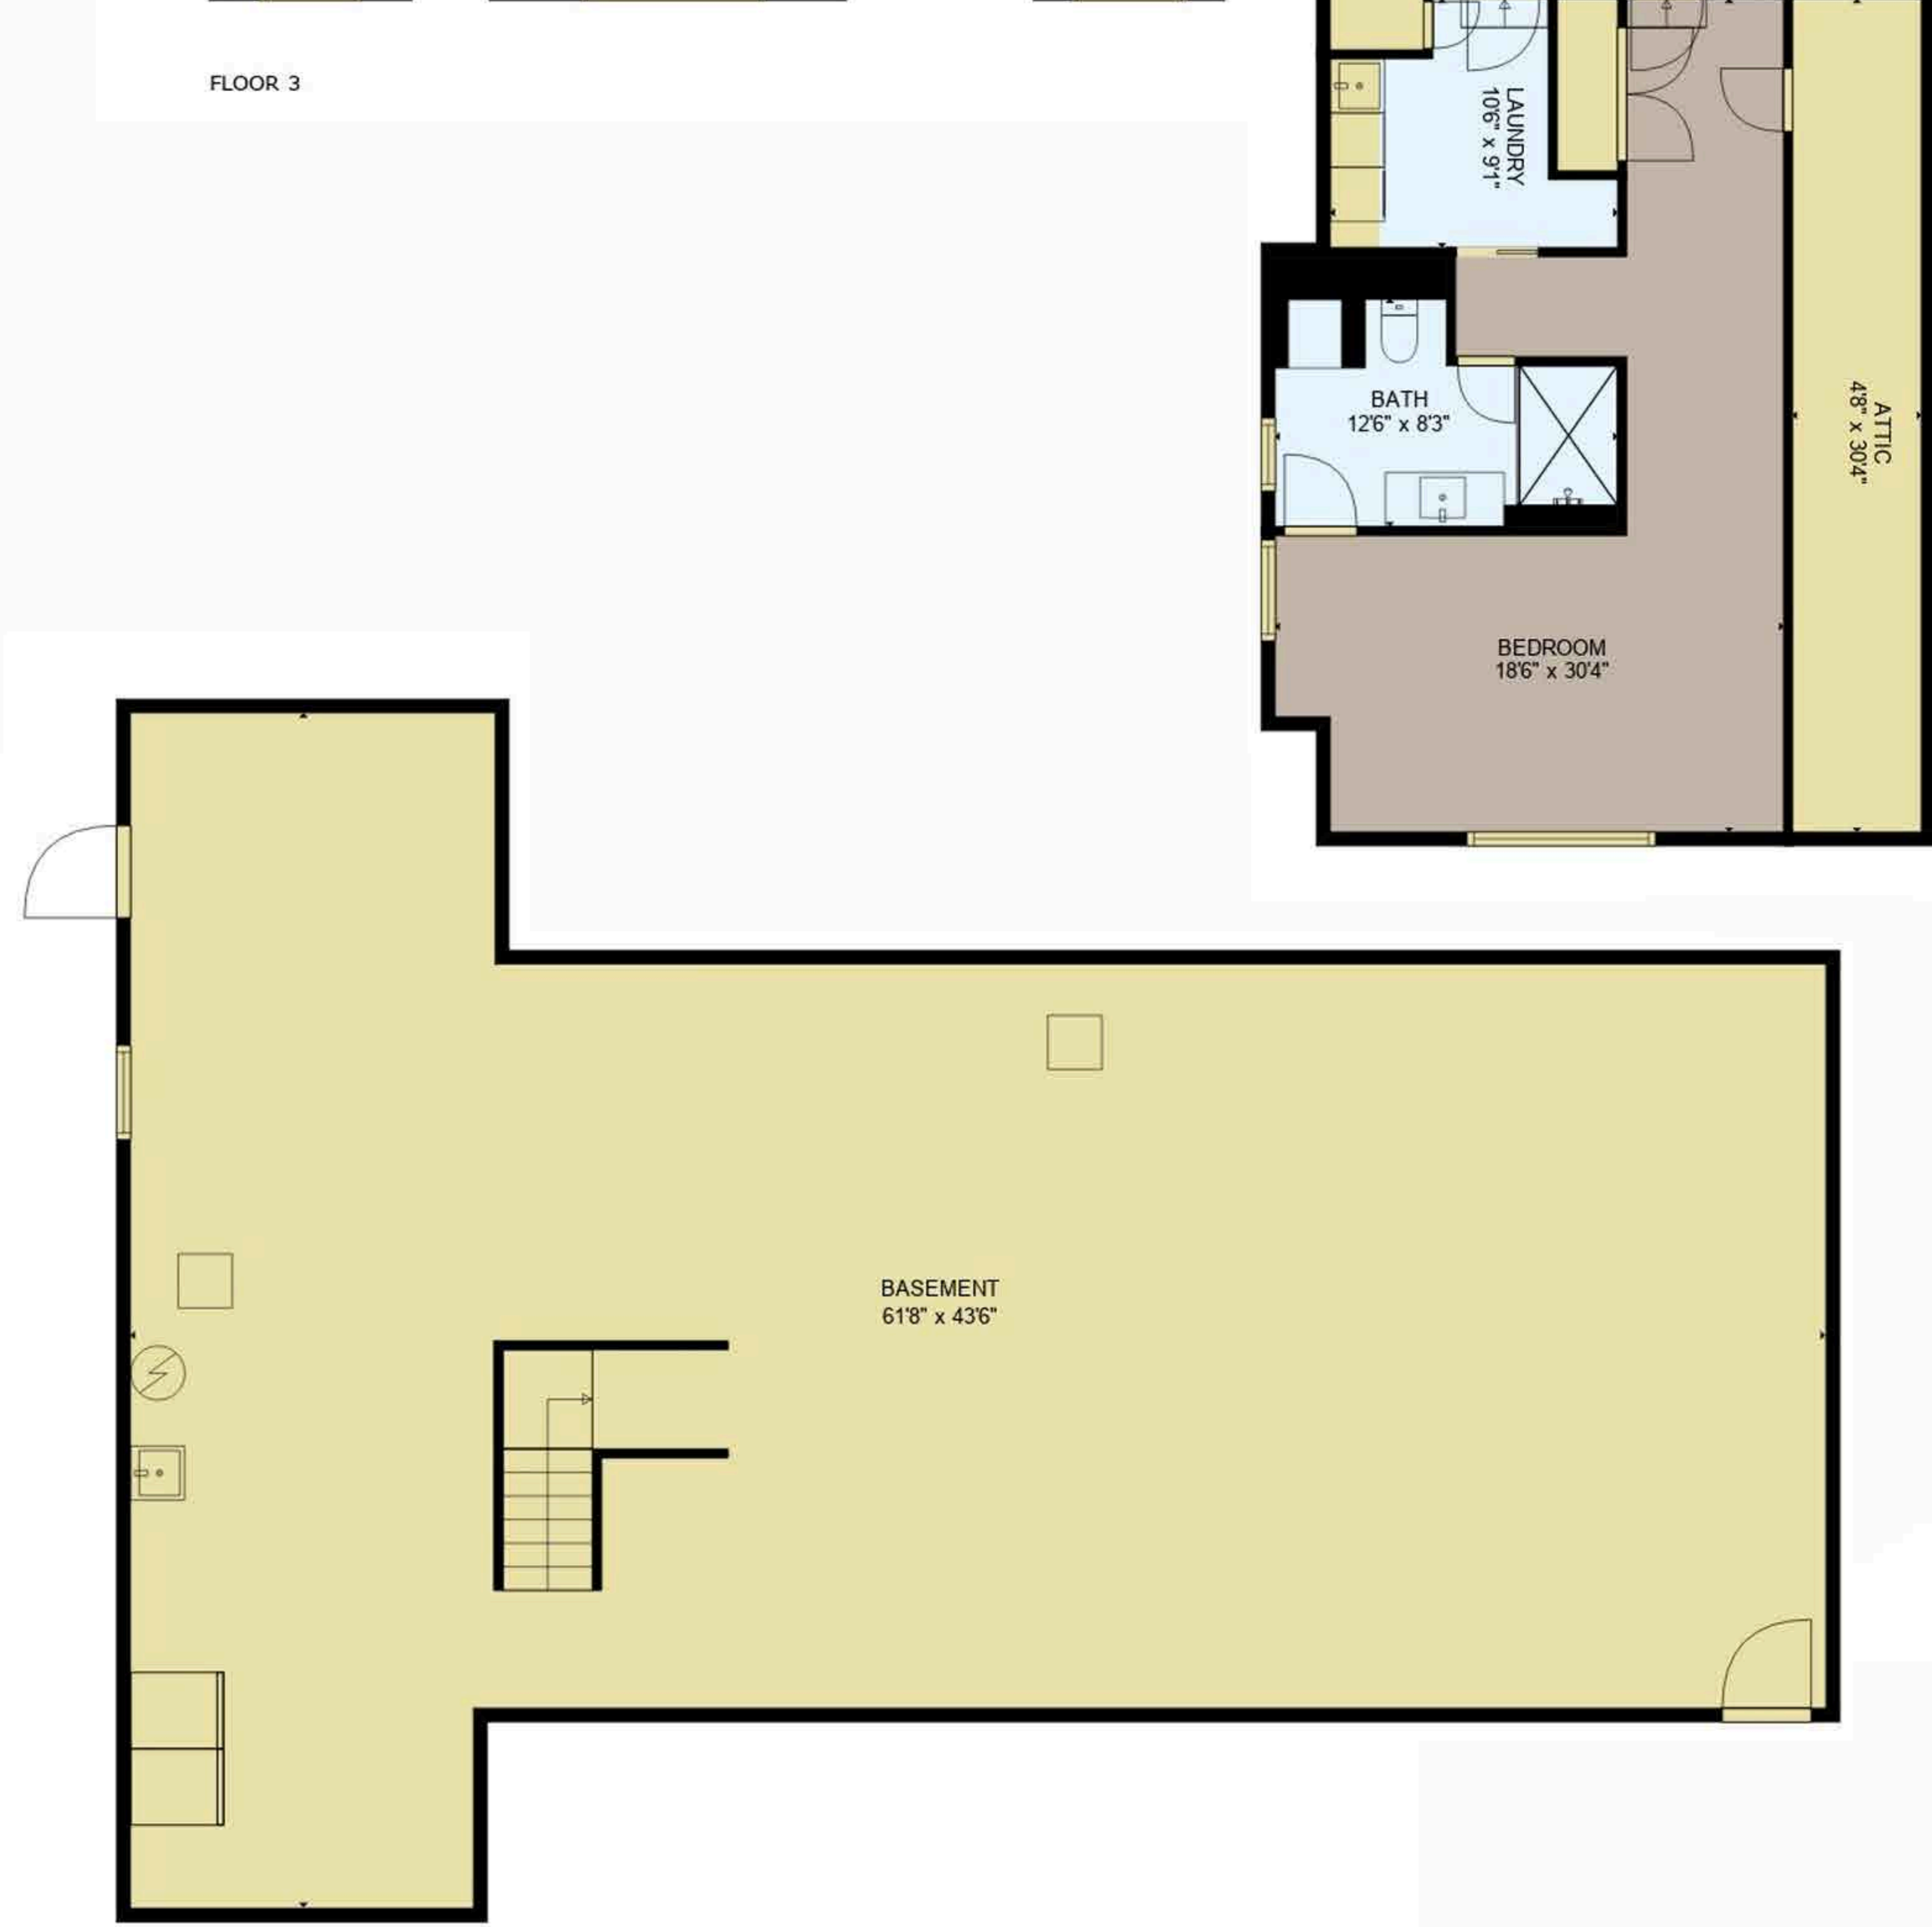 FLOOR 3
LAUNDRY
10'6" x 9'1"
BATH
12'6" x 8'3"
ATTIC
4'8" x 30'4"
BEDROOM
18'6" x 30'4"
BASEMENT
61'8" x 43'6"